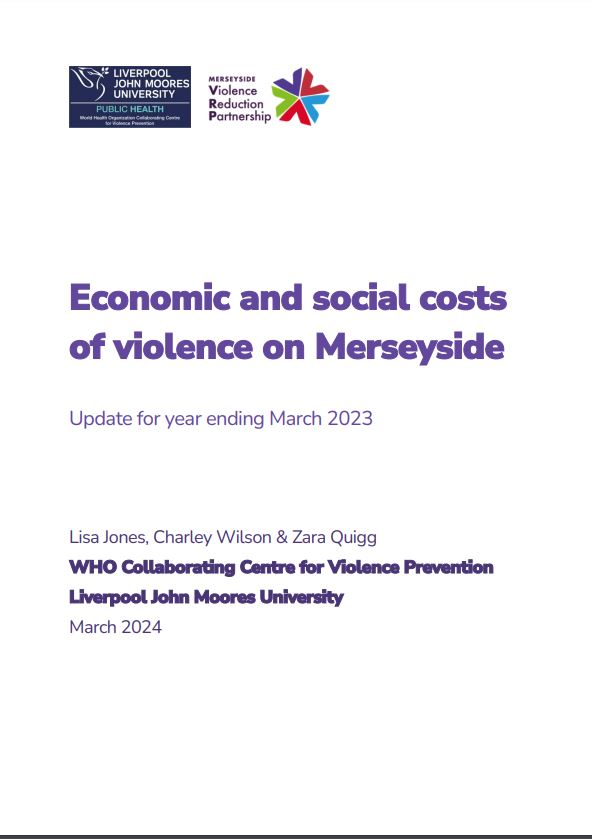 LIVERPOOL
JOHN MOORES
UNIVERSITY
PUBLIC HEALTH
World Health Organization Collaborating Centre
for Violence Prevention
MERSEYSIDE
Violence
Reduction
Partnership
Economic and social costs
of violence on Merseyside
Update for year ending March 2023
Lisa Jones, Charley Wilson & Zara Quigg
WHO Collaborating Centre for Violence Prevention
Liverpool John Moores University
March 2024